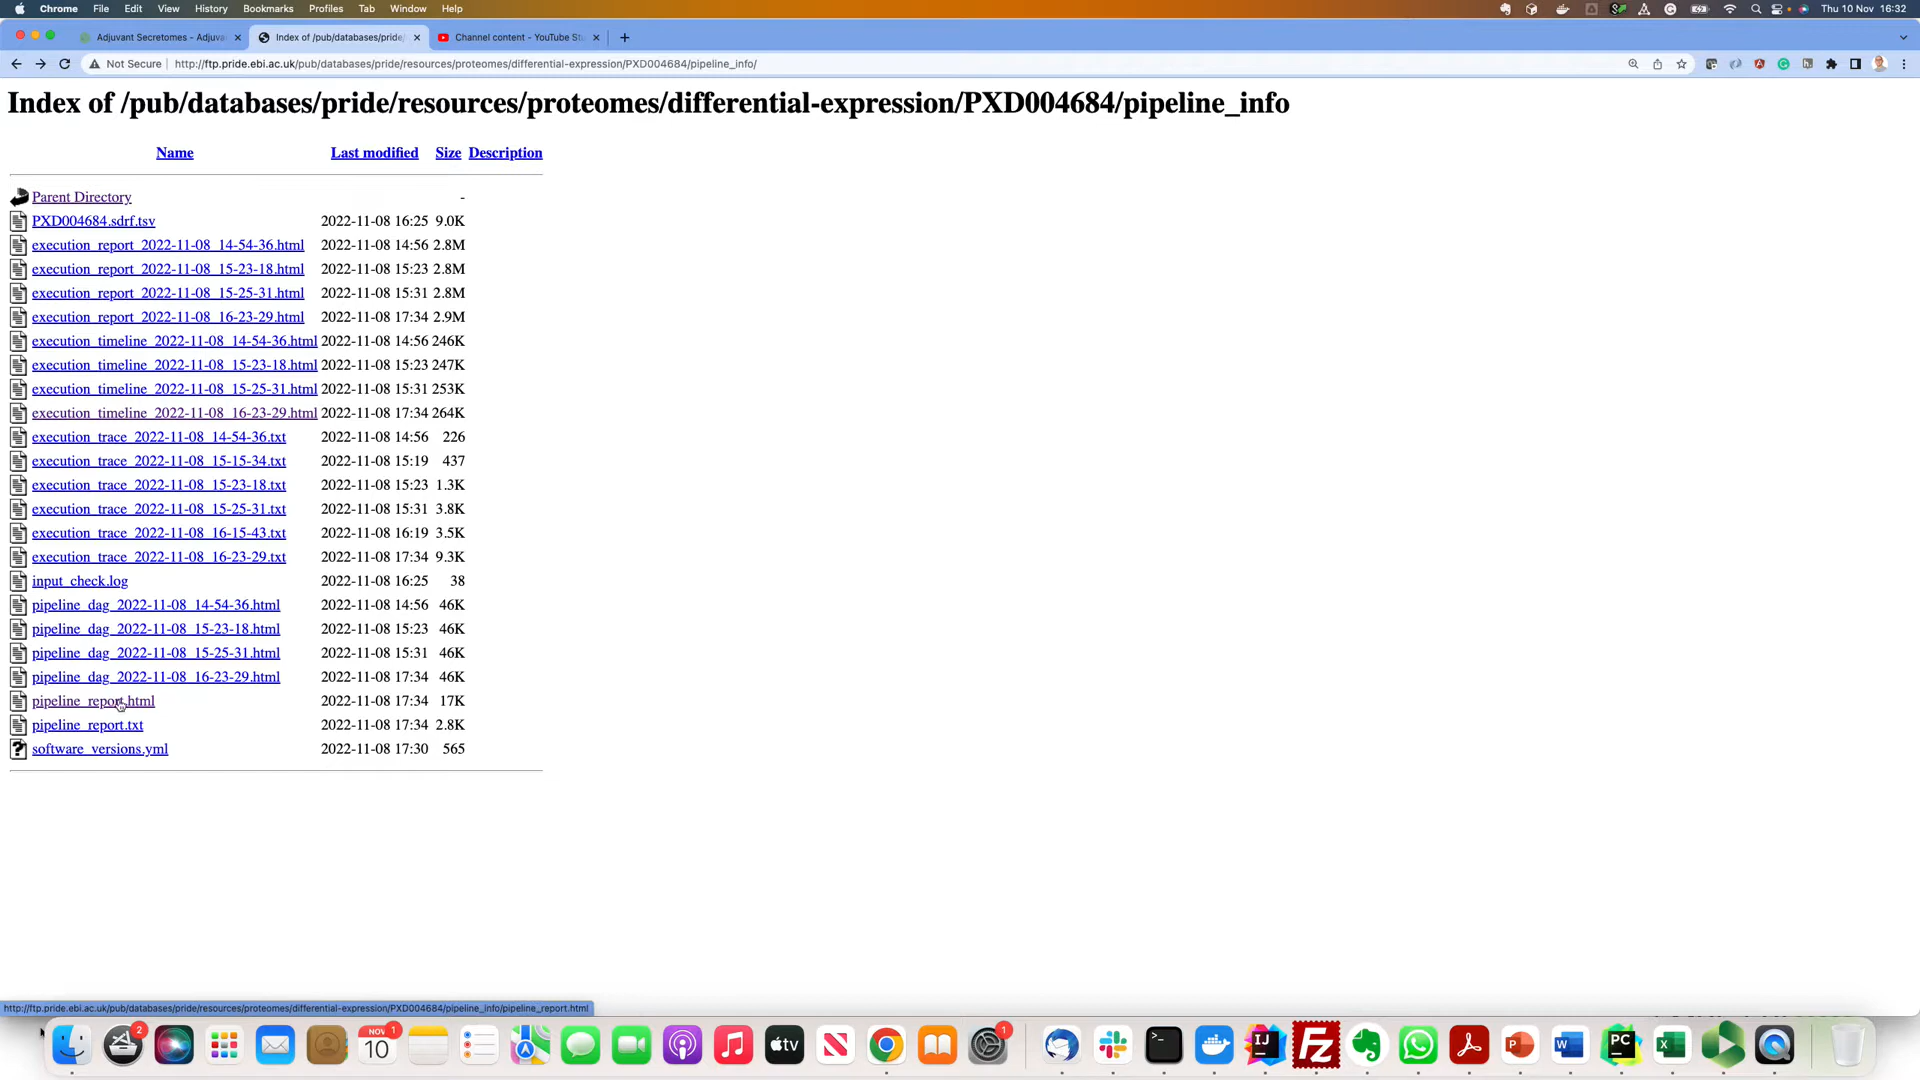 Chrome File Edit View History Bookmarks Profiles Tab Window Help Thu 10 Nov 16:32
Adjuvant Secretomes - Adjuva Index of /pub/databases/pride/ Channel content - YouTube Stu
Not Secure http://ftp.pride.ebi.ac.uk/pub/databases/pride/resources/proteomes/differential-expression/PXD004684/pipeline_info/
Index of /pub/databases/pride/resources/proteomes/differential-expression/PXD004684/pipeline_info
Name Last modified Size Description
Parent Directory -
PXD004684.sdrf.tsv 2022-11-08 16:25 9.0K
execution_report_2022-11-08_14-54-36.html 2022-11-08 14:56 2.8M
execution_report_2022-11-08_15-23-18.html 2022-11-08 15:23 2.8M
execution_report_2022-11-08_15-25-31.html 2022-11-08 15:31 2.8M
execution_report_2022-11-08_16-23-29.html 2022-11-08 17:34 2.9M
execution_timeline_2022-11-08_14-54-36.html 2022-11-08 14:56 246K
execution_timeline_2022-11-08_15-23-18.html 2022-11-08 15:23 247K
execution_timeline_2022-11-08_15-25-31.html 2022-11-08 15:31 253K
execution_timeline_2022-11-08_16-23-29.html 2022-11-08 17:34 264K
execution_trace_2022-11-08_14-54-36.txt 2022-11-08 14:56 226
execution_trace_2022-11-08_15-15-34.txt 2022-11-08 15:19 437
execution_trace_2022-11-08_15-23-18.txt 2022-11-08 15:23 1.3K
execution_trace_2022-11-08_15-25-31.txt 2022-11-08 15:31 3.8K
execution_trace_2022-11-08_16-15-43.txt 2022-11-08 16:19 3.5K
execution_trace_2022-11-08_16-23-29.txt 2022-11-08 17:34 9.3K
input_check.log 2022-11-08 16:25 38
pipeline_dag_2022-11-08_14-54-36.html 2022-11-08 14:56 46K
pipeline_dag_2022-11-08_15-23-18.html 2022-11-08 15:23 46K
pipeline_dag_2022-11-08_15-25-31.html 2022-11-08 15:31 46K
pipeline_dag_2022-11-08_16-23-29.html 2022-11-08 17:34 46K
pipeline_report.html 2022-11-08 17:34 17K
pipeline_report.txt 2022-11-08 17:34 2.8K
software_versions.yml 2022-11-08 17:30 565
http://ftp.pride.ebi.ac.uk/pub/databases/pride/resources/proteomes/differential-expression/PXD004684/pipeline_info/pipeline_report.html
2 NOV 10 1 tv 1 IJ Fz P W PC X